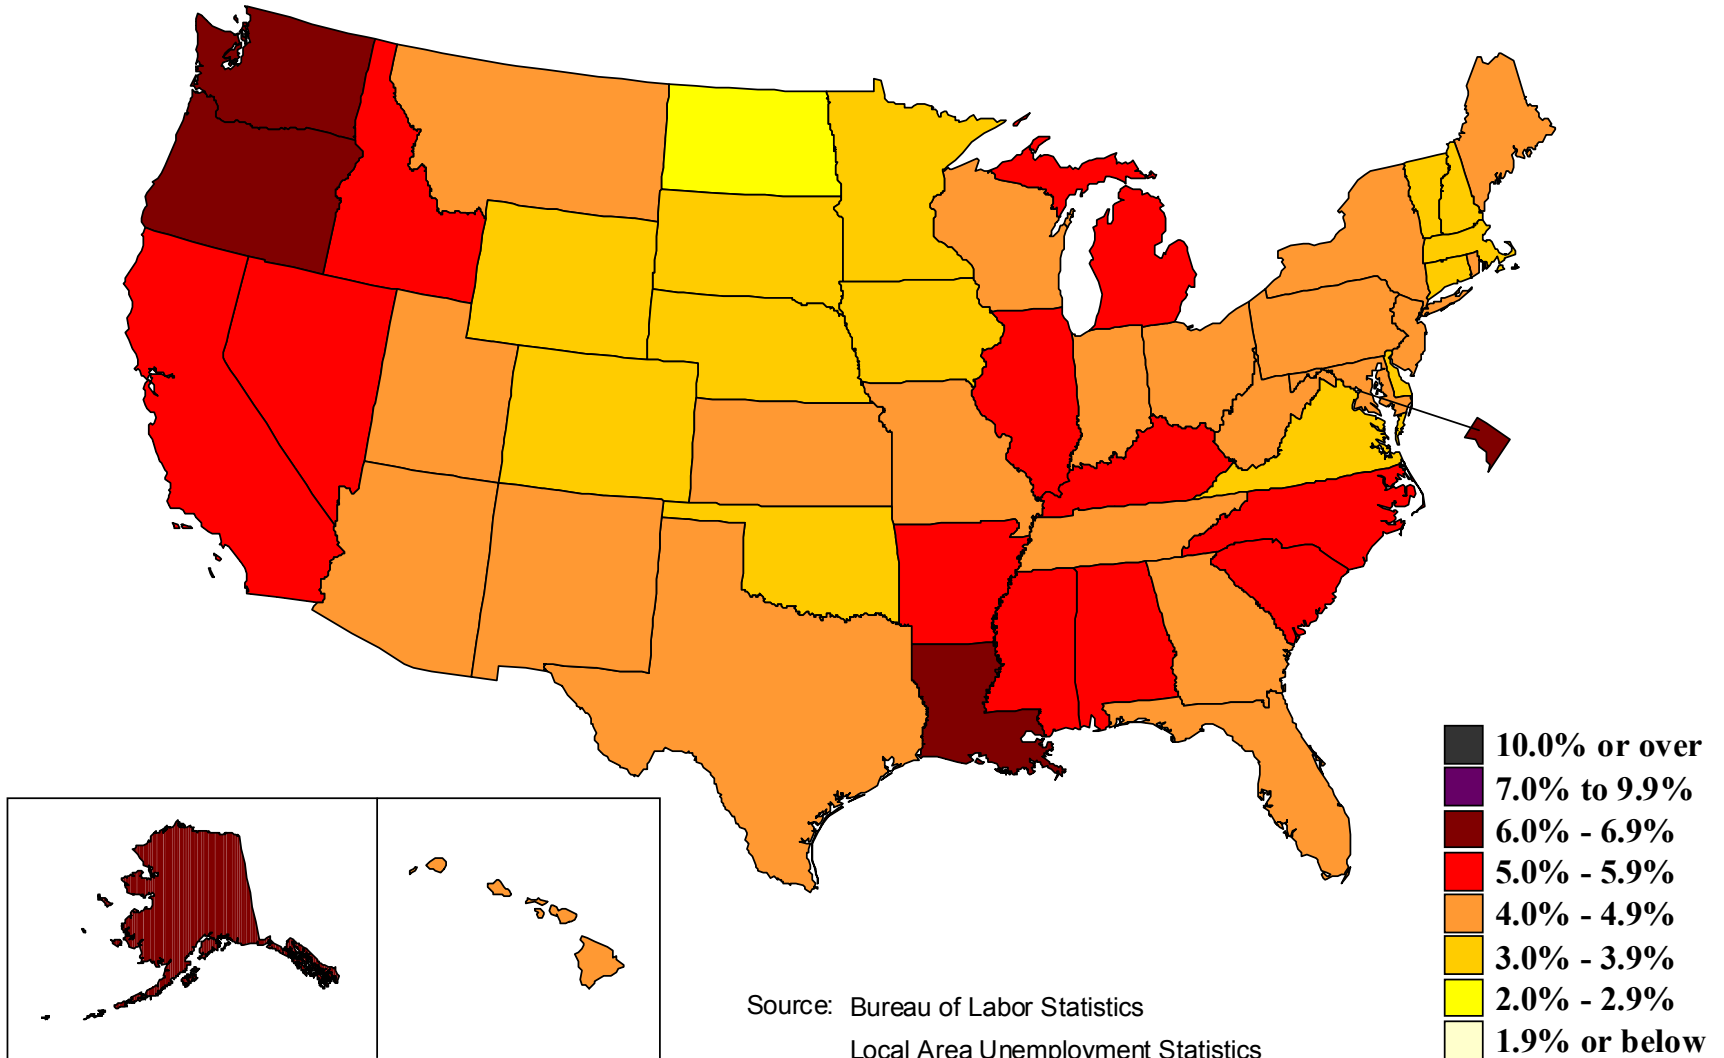 10.0% or over
7.0% to 9.9%
6.0% - 6.9%
5.0% - 5.9%
4.0% - 4.9%
3.0% - 3.9%
2.0% - 2.9%
1.9% or below
Source: Bureau of Labor Statistics
Local Area Unemployment Statistics